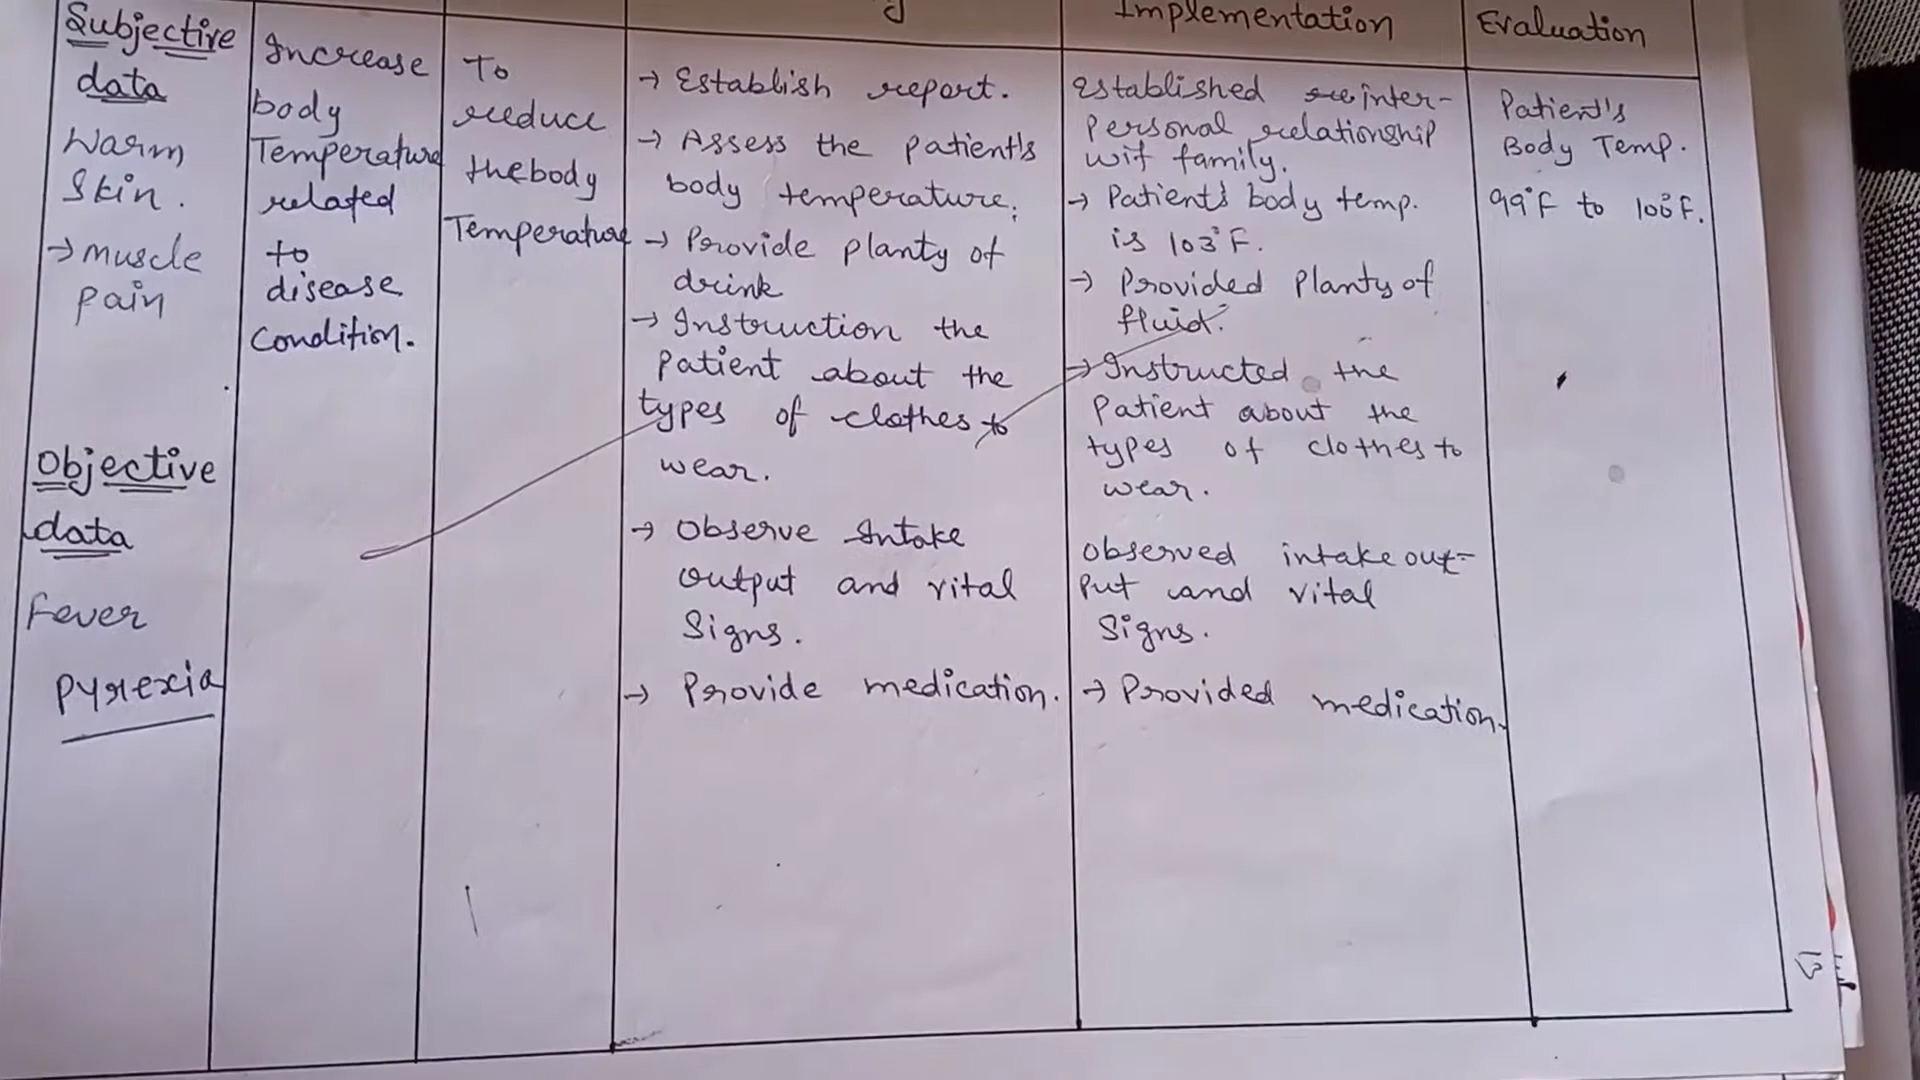 Implementation
Evaluation
Subjective
data
Warm
Skin.
→ muscle
pain
Objective
data
Fever
Pyrexia
Increase
body
Temperature
related
to
disease
condition.
To
reduce
the body
Temperature
→ Establish report.
→ Assess the patient's
body temperature.
→ Provide planty of
drink
→ Instruction the
patient about the
types of clothes to
wear.
→ Observe Intake
output and vital
Signs.
→ Provide medication.
established inter-
personal relationship
wit family.
→ Patient's body temp.
is 103°F.
→ Provided planty of
fluid.
→ Instructed the
patient about the
types of clothes to
wear.
Observed intake out-
put and vital
Signs.
→ Provided medication.
Patient's
Body Temp.
99°F to 100°F.